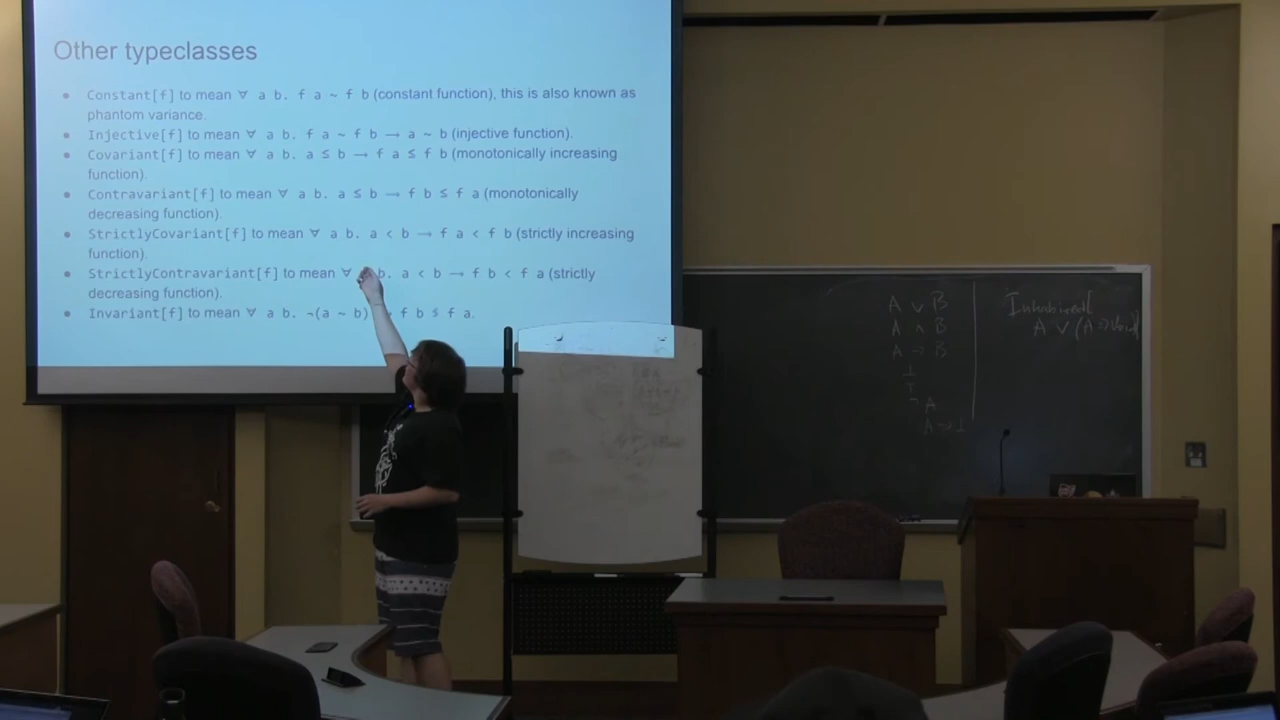 Other typeclasses
• Constant[f] to mean ∀ a b. f a ~ f b (constant function), this is also known as
phantom variance.
• Injective[f] to mean ∀ a b. f a ~ f b → a ~ b (injective function).
• Covariant[f] to mean ∀ a b. a ≤ b → f a ≤ f b (monotonically increasing
function).
• Contravariant[f] to mean ∀ a b. a ≤ b → f b ≤ f a (monotonically
decreasing function).
• StrictlyCovariant[f] to mean ∀ a b. a < b → f a < f b (strictly increasing
function).
• StrictlyContravariant[f] to mean ∀ b. a < b → f b < f a (strictly
decreasing function).
• Invariant[f] to mean ∀ a b. ¬(a ~ b) f b ≸ f a.
A ∨ B
A ∧ B
A ⇒ B
⊥
⊤
¬ A
A ⇒ ⊥
Inhabited[
A ∨ (A ⇒ Void)